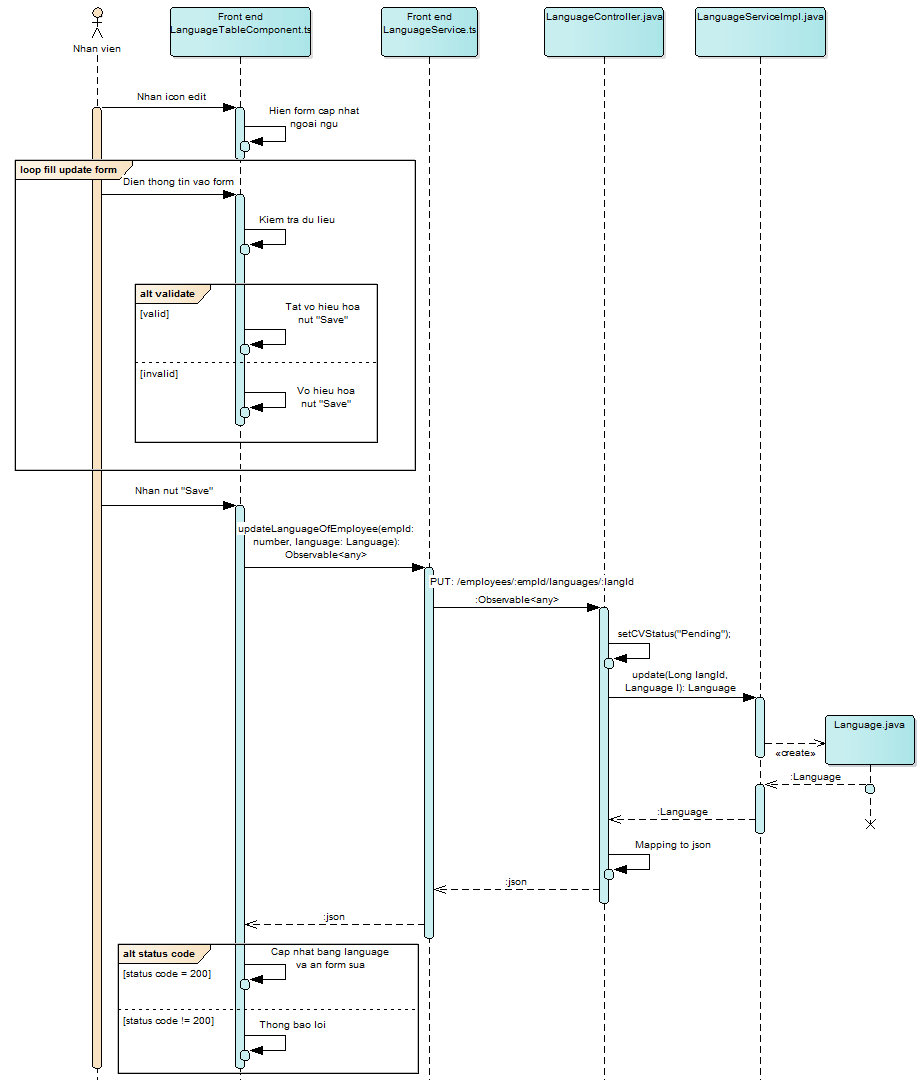 Front end
LanguageTableComponent.ts
Front end
LanguageService.ts
LanguageController.java
LanguageServiceImpl.java
Nhan vien
Nhan icon edit
Hien form cap nhat
ngoai ngu
loop fill update form
Dien thong tin vao form
Kiem tra du lieu
alt validate
[valid]
Tat vo hieu hoa
nut "Save"
[invalid]
Vo hieu hoa
nut "Save"
Nhan nut "Save"
updateLanguageOfEmployee(empId:
number, language: Language):
Observable<any>
PUT: /employees/:empId/languages/:langId
:Observable<any>
setCVStatus("Pending");
update(Long langId,
Language l): Language
Language.java
«create»
:Language
:Language
Mapping to json
:json
:json
alt status code
Cap nhat bang language
va an form sua
[status code = 200]
[status code != 200]
Thong bao loi